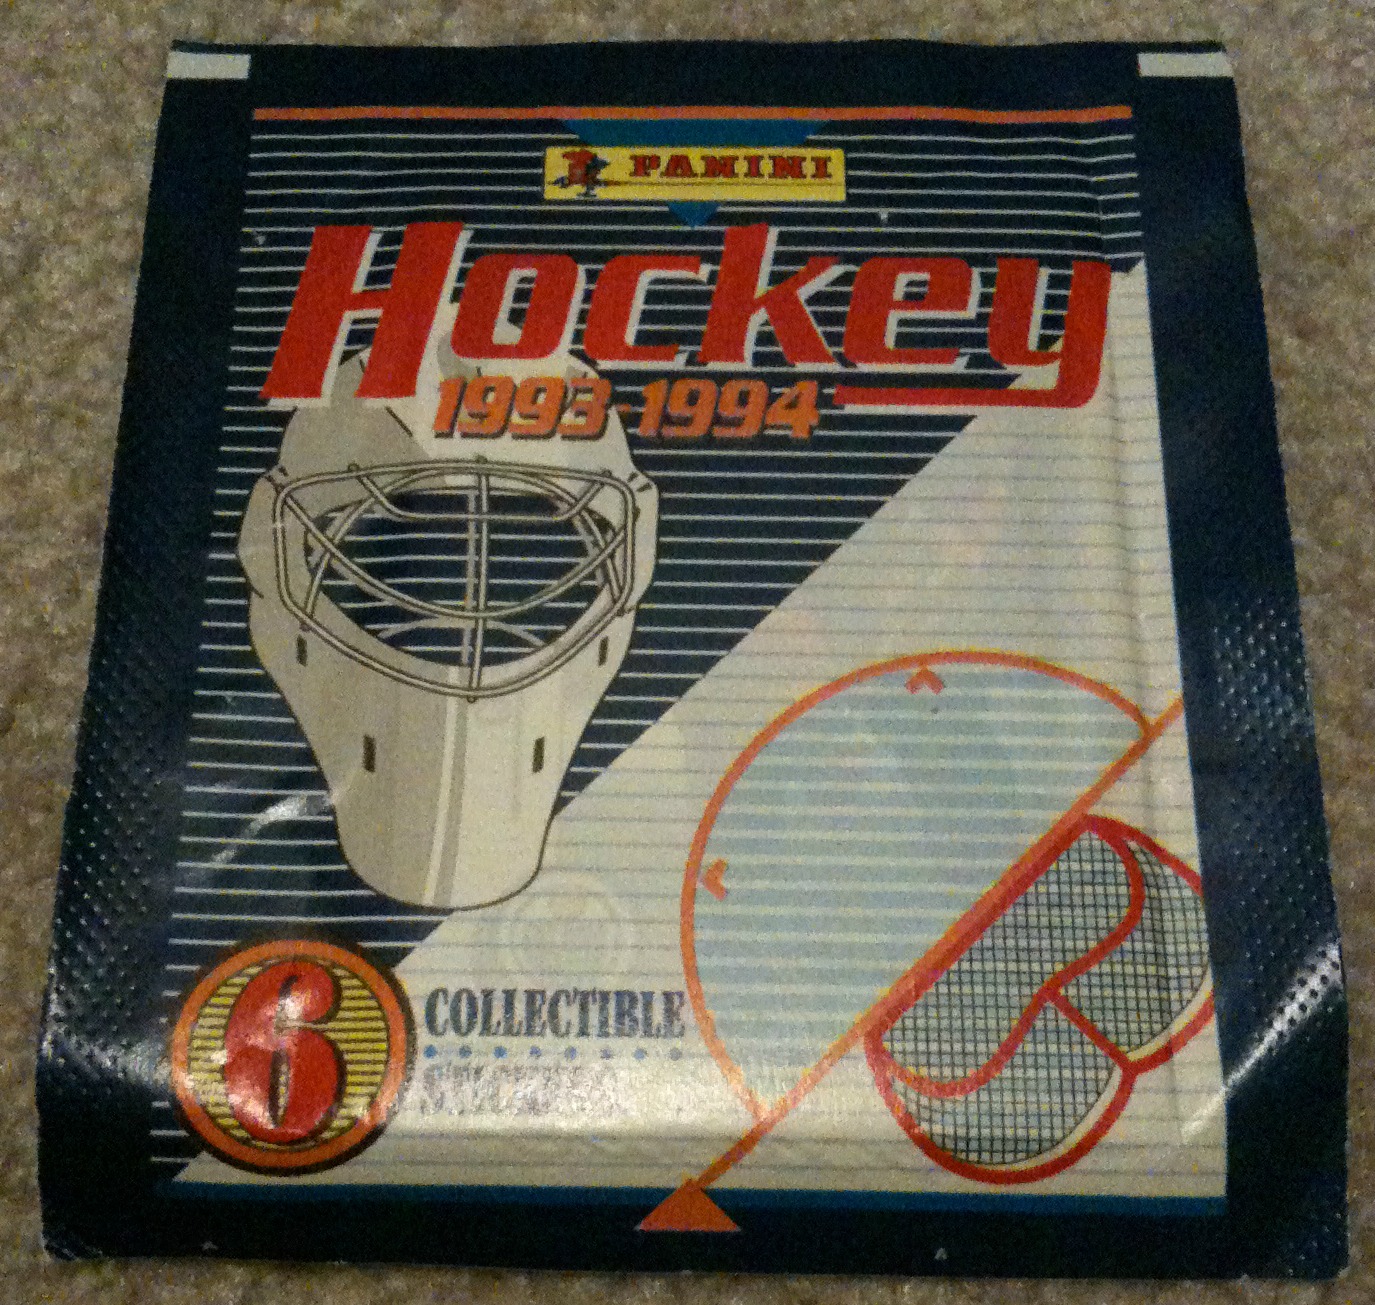 PANINI
Hockey
1993-1994
6
COLLECTIBLE
STICKERS